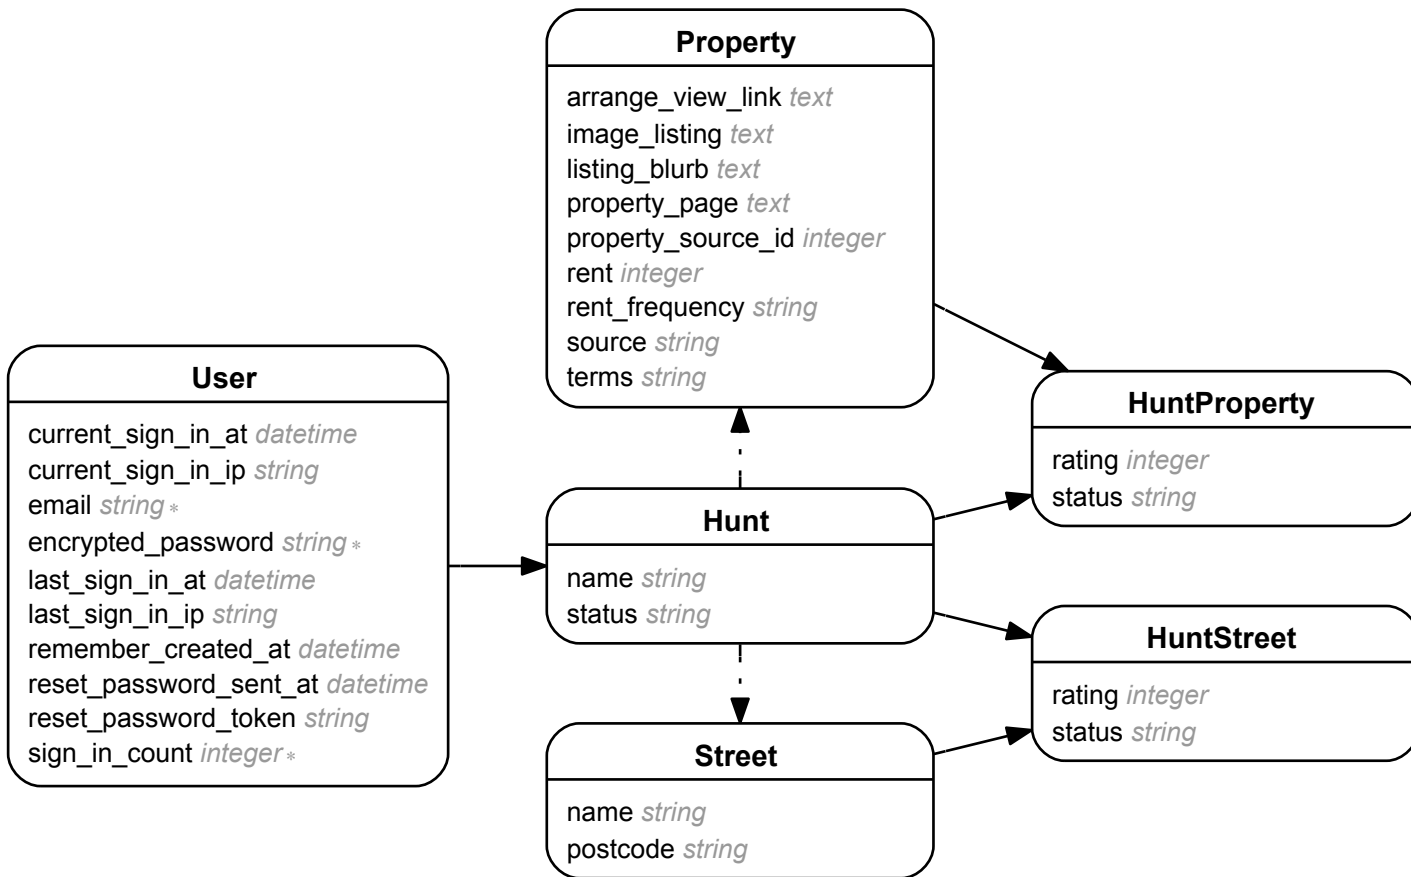 Property
arrange_view_link text
image_listing text
listing_blurb text
property_page text
property_source_id integer
rent integer
rent_frequency string
source string
terms string
User
current_sign_in_at datetime
current_sign_in_ip string
email string *
encrypted_password string *
last_sign_in_at datetime
last_sign_in_ip string
remember_created_at datetime
reset_password_sent_at datetime
reset_password_token string
sign_in_count integer *
Hunt
name string
status string
Street
name string
postcode string
HuntProperty
rating integer
status string
HuntStreet
rating integer
status string